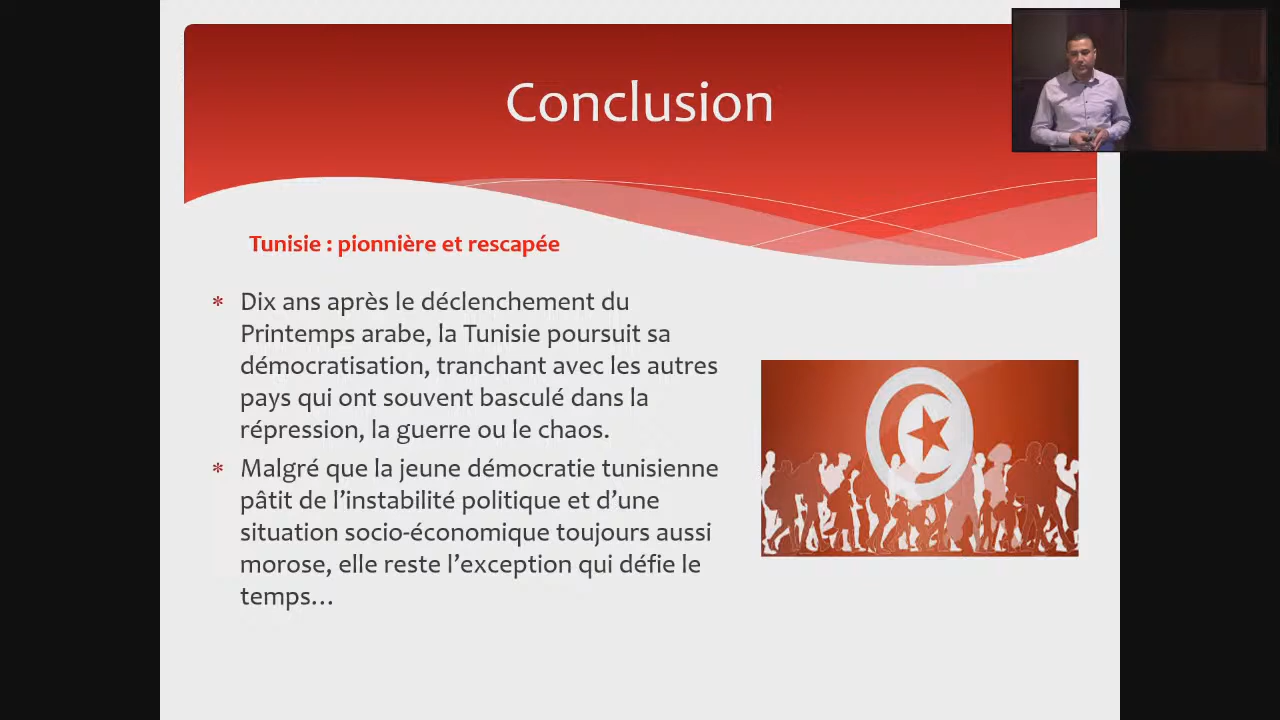 Conclusion
Tunisie : pionnière et rescapée
* Dix ans après le déclenchement du
Printemps arabe, la Tunisie poursuit sa
démocratisation, tranchant avec les autres
pays qui ont souvent basculé dans la
répression, la guerre ou le chaos.
* Malgré que la jeune démocratie tunisienne
pâtit de l’instabilité politique et d’une
situation socio-économique toujours aussi
morose, elle reste l’exception qui défie le
temps…